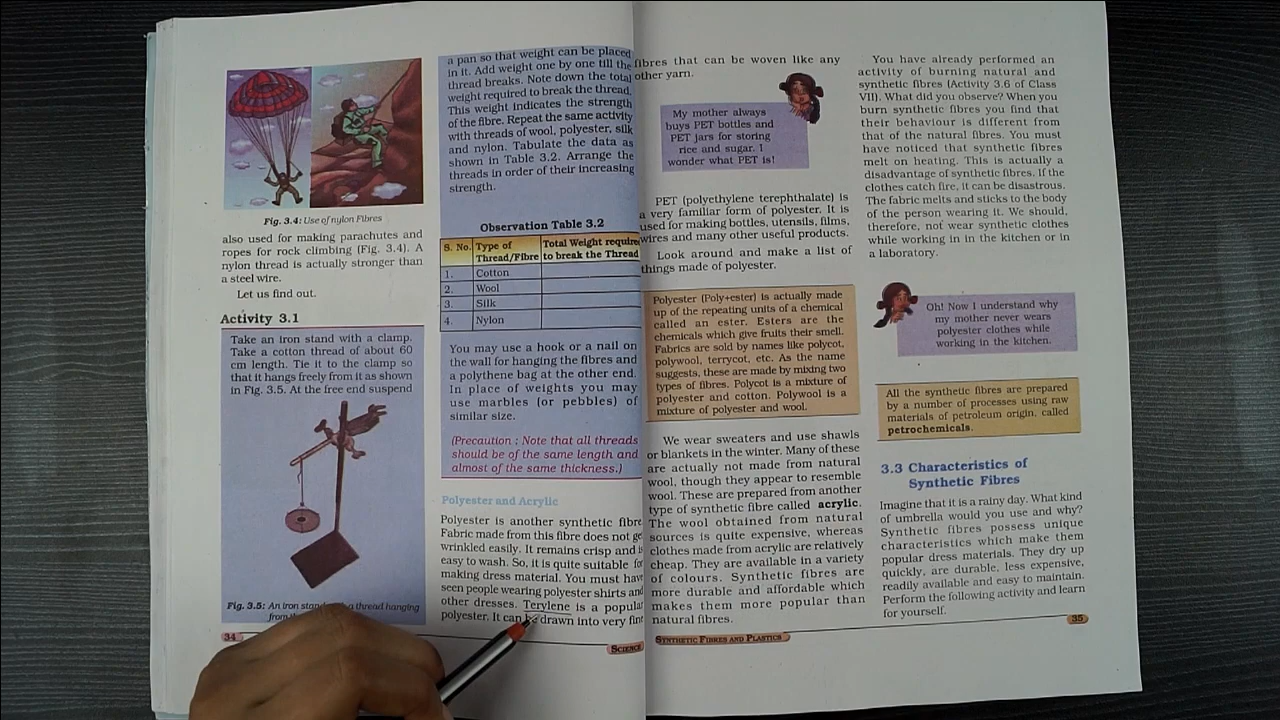 Fig. 3.4: Use of nylon Fibres
also used for making parachutes and
ropes for rock climbing (Fig. 3.4). A
nylon thread is actually stronger than
a steel wire.
Let us find out.
Activity 3.1
Take an iron stand with a clamp.
Take a cotton thread of about 60
cm length. Tie it to the clamp so
that it hangs freely from it as shown
in Fig. 3.5. At the free end suspend
Fig. 3.5: An iron a thread hanging
34
a pan so that weight can be placed
in it. Add weight one by one till the
thread breaks. Note down the total
weight required to break the thread.
This weight indicates the strength
of the fibre. Repeat the same activity
with threads of wool, polyester, silk
and nylon. Tabulate the data as
shown in Table 3.2. Arrange the
threads in order of their increasing
strength.
Observation Table 3.2
S. No. Type of Thread/Fibre Total Weight to break the Thread
1. Cotton
2. Wool
3. Silk
4. Nylon
You may use a hook or a nail on
the wall for hanging the fibres and
a polythene bag at the other end.
In place of weights you may
use marbles (or pebbles) of
similar size.
(Precaution : Note that all threads
should be of the same length and
almost of the same thickness.)
Polyester and Acrylic
Polyester is another synthetic fibre
Fabric made from this fibre does not
wrinkled easily. It remains crisp and
easy to wash. So, it is quite suitable
making dress material. You must
seen people wearing polyester shirts
other dresses. Terylene is a
polyester. It can drawn into very
SCIENCE
fibres that can be woven like any
other yarn.
My mother always
buys PET bottles and
PET jars for storing
rice and sugar. I
wonder what PET is!
PET (polyethylene terephthalate) is
a very familiar form of polyester. It is
used for making bottles, utensils, films,
wires and many other useful products.
Look around and make a list of
things made of polyester.
Polyester (Poly+ester) is actually made
up of the repeating units of a chemical
called an ester. Esters are the
chemicals which give fruits their smell.
Fabrics are sold by names like polycot,
polywool, terrycot, etc. As the name
suggests, these are made by mixing two
types of fibres. Polycot is a mixture of
polyester and cotton. Polywool is a
mixture of polyester and wool.
We wear sweaters and use shawls
or blankets in the winter. Many of these
are actually not made from natural
wool, though they appear to resemble
wool. These are prepared from another
type of synthetic fibre called acrylic.
The wool obtained from natural
sources is quite expensive, whereas
clothes made from acrylic are relatively
cheap. They are available in a variety
of colours. Synthetic fibres are
more durable and affordable which
makes them more popular than
natural fibres.
SYNTHETIC FIBRES AND PLASTICS
You have already performed an
activity of burning natural and
synthetic fibres (Activity 3.6 of Class
VII). What did you observe? When you
burn synthetic fibres you find that
their behaviour is different from
that of the natural fibres. You must
have noticed that synthetic fibres
melt on heating. This is actually a
disadvantage of synthetic fibres. If the
clothes catch fire, it can be disastrous.
The fabric melts and sticks to the body
of the person wearing it. We should,
therefore, not wear synthetic clothes
while working in in the kitchen or in
a laboratory.
Oh! Now I understand why
my mother never wears
polyester clothes while
working in the kitchen.
All the synthetic fibres are prepared
by a number of processes using raw
materials of petroleum origin, called
petrochemicals.
3.3 Characteristics of
Synthetic Fibres
Imagine that it is a rainy day. What kind
of umbrella would you use and why?
Synthetic fibres possess unique
characteristics which make them
popular dress materials. They dry up
quickly, are durable, less expensive,
readily available and easy to maintain.
Perform the following activity and learn
for yourself.
35